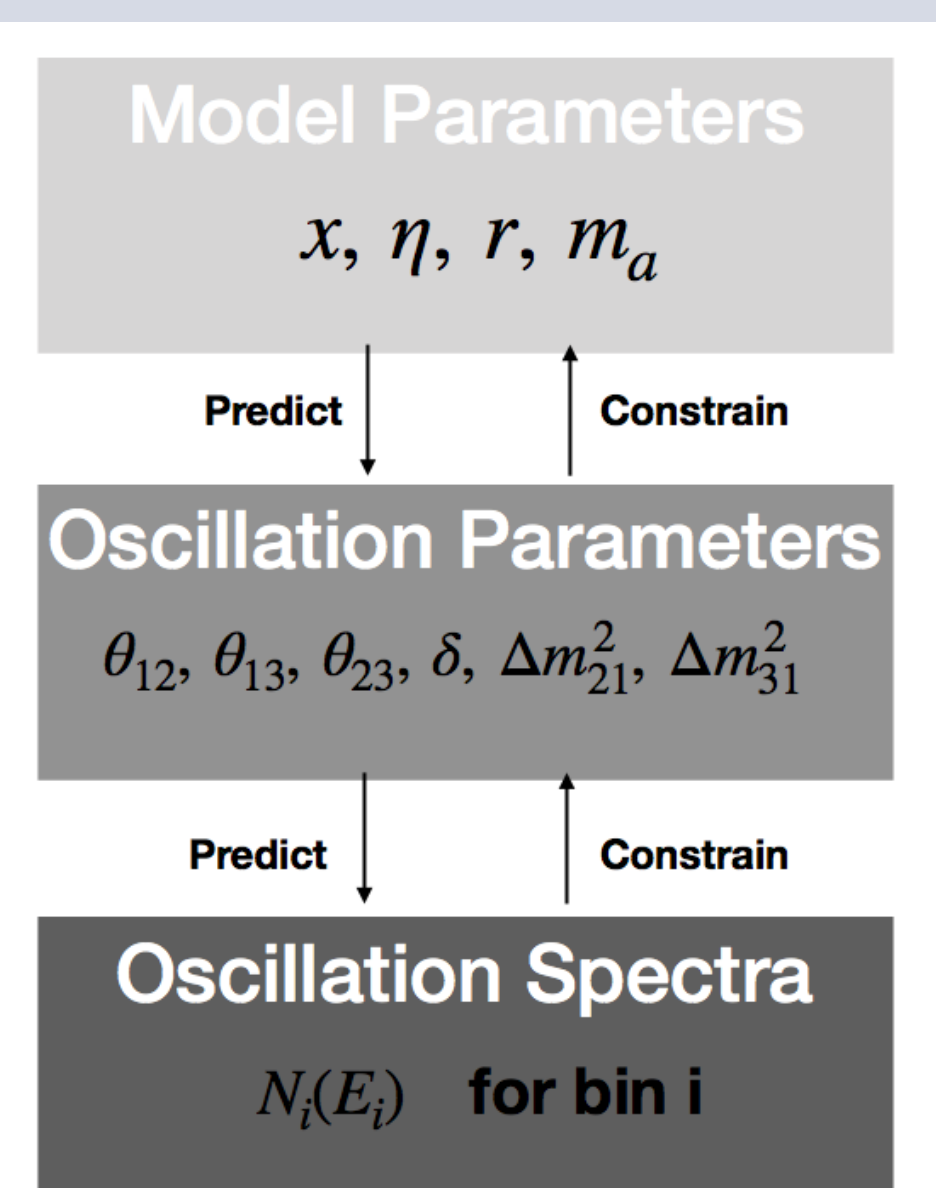 Model Parameters
x, η, r, mₐ
Predict Constrain
Oscillation Parameters
θ₁₂, θ₁₃, θ₂₃, δ, Δm²₂₁, Δm²₃₁
Predict Constrain
Oscillation Spectra
Nᵢ(Eᵢ) for bin i